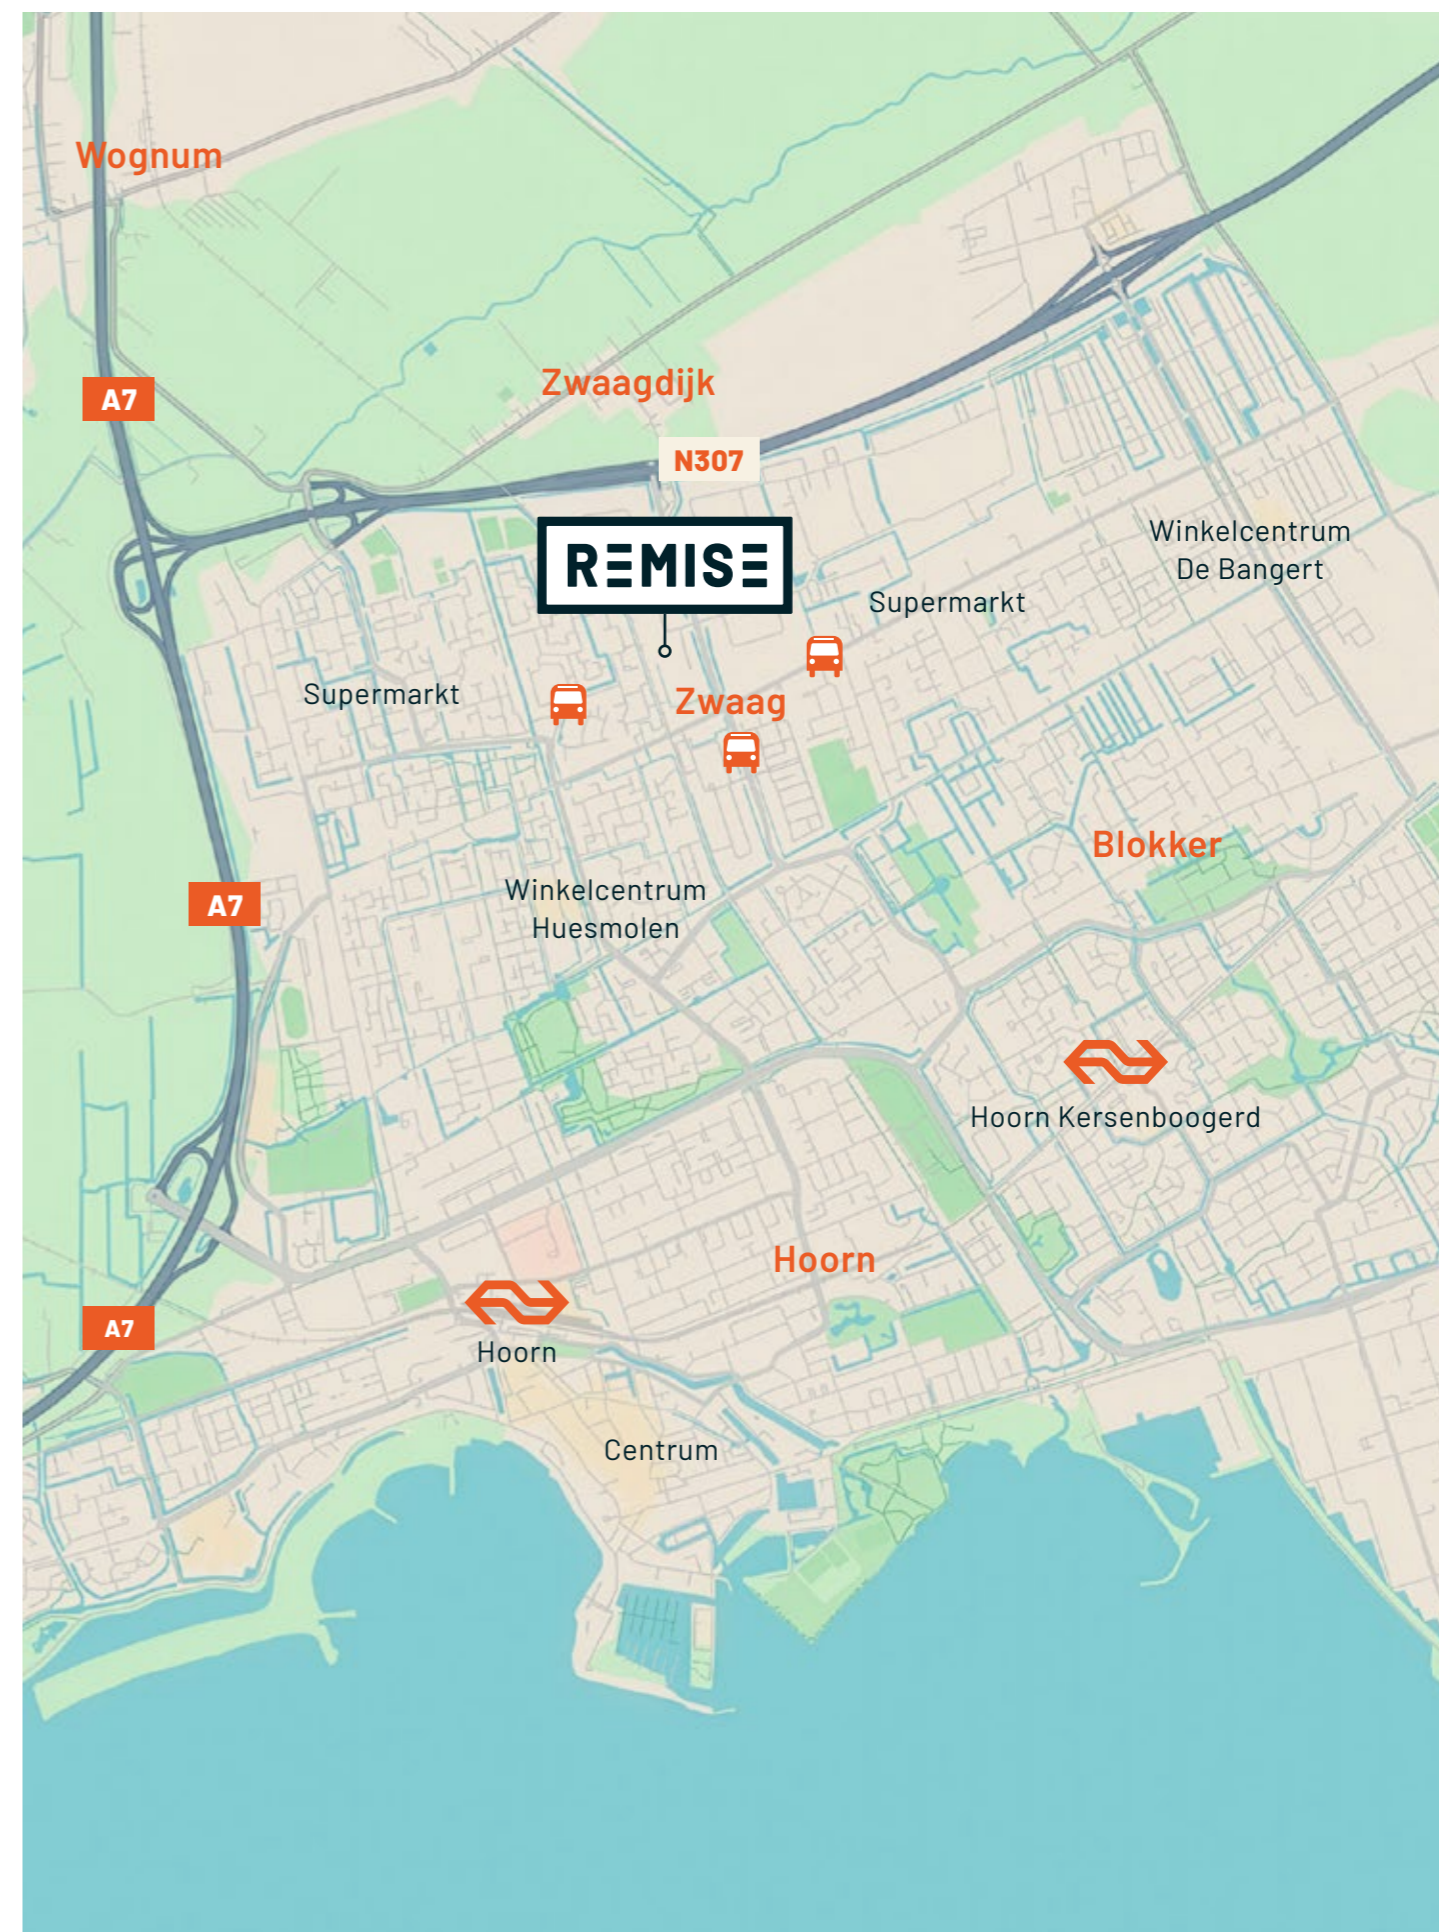 Wognum
A7
Zwaagdijk
N307
REMISE
Winkelcentrum
De Bangert
Supermarkt
Supermarkt
Zwaag
Blokker
A7
Winkelcentrum
Huesmolen
Hoorn Kersenboogerd
Hoorn
A7
Hoorn
Centrum